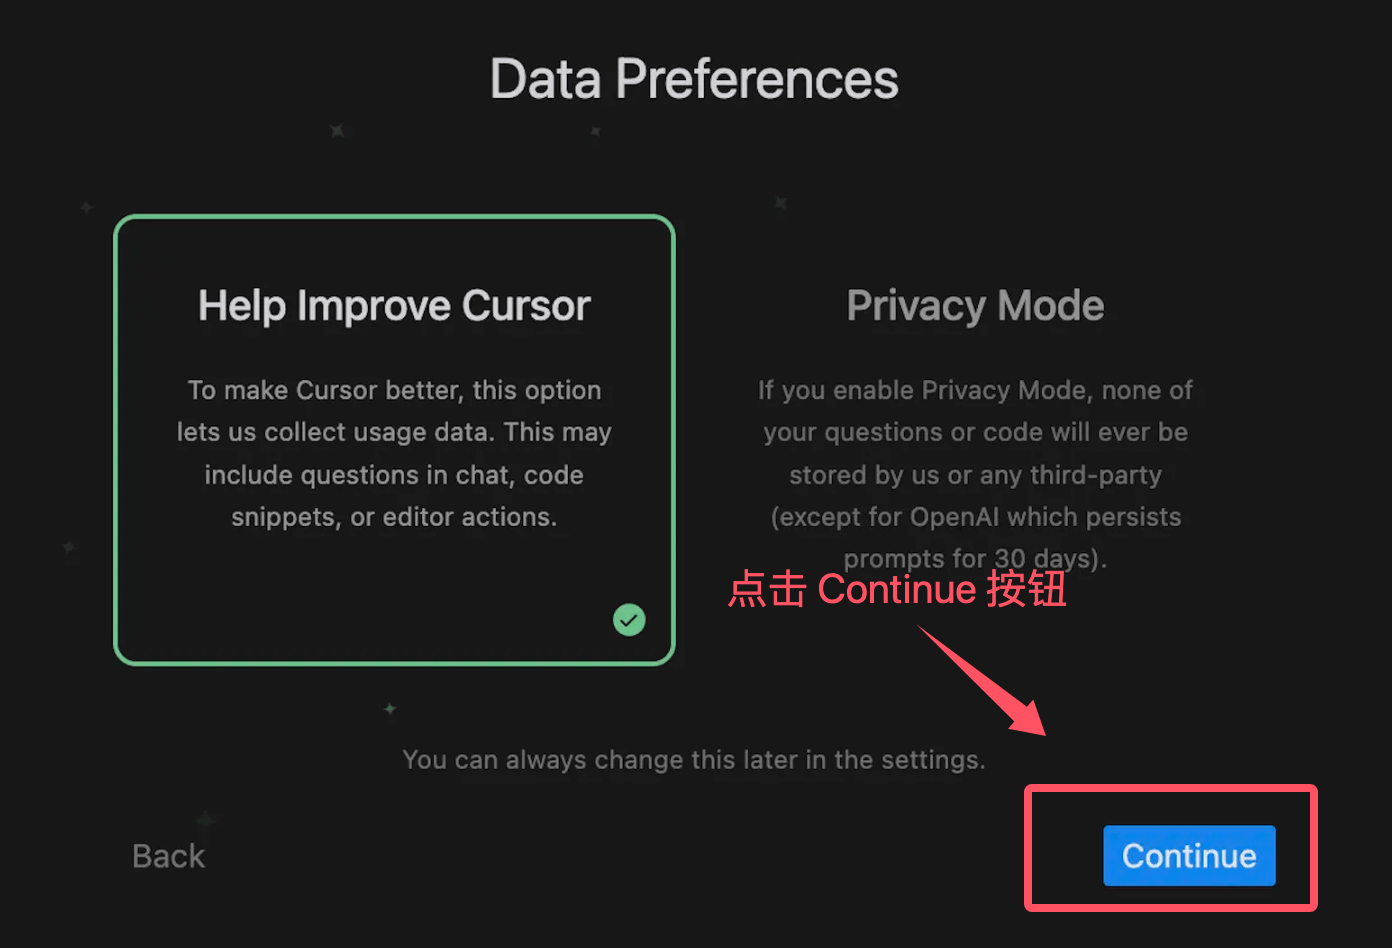 Data Preferences
Help Improve Cursor
To make Cursor better, this option
lets us collect usage data. This may
include questions in chat, code
snippets, or editor actions.
Privacy Mode
If you enable Privacy Mode, none of
your questions or code will ever be
stored by us or any third-party
(except for OpenAI which persists
prompts for 30 days).
点击 Continue 按钮
You can always change this later in the settings.
Back
Continue